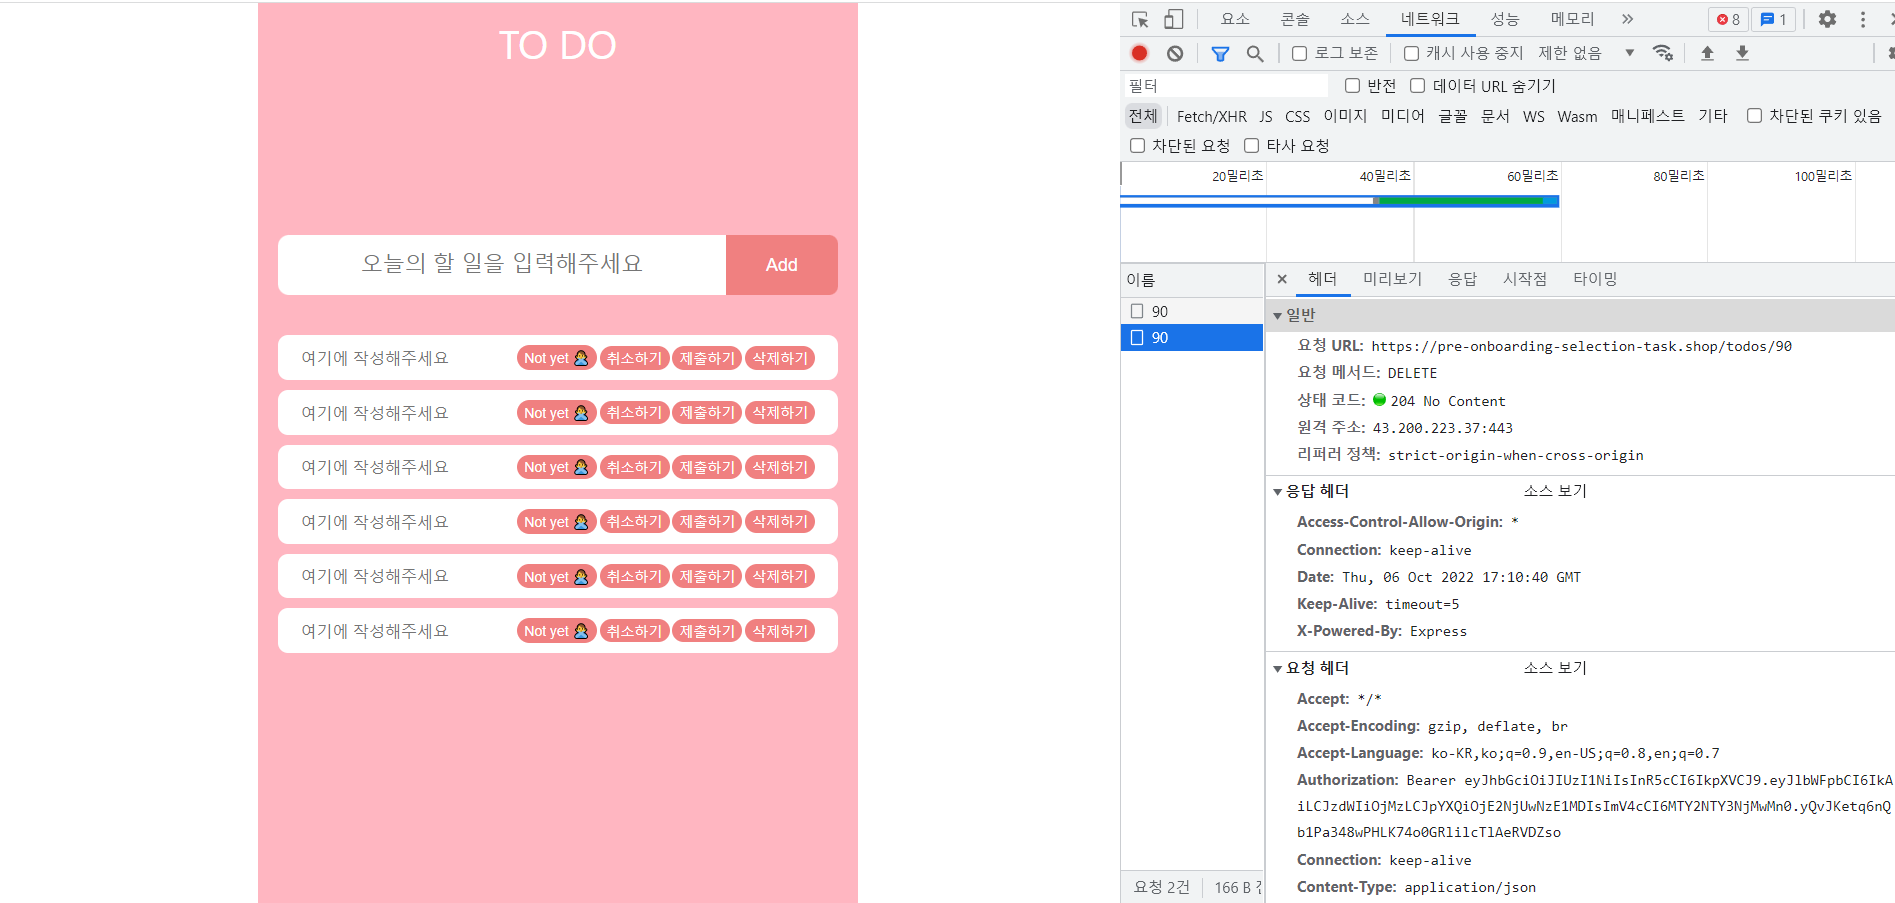 TO DO
오늘의 할 일을 입력해주세요 Add
여기에 작성해주세요 Not yet 취소하기 제출하기 삭제하기
여기에 작성해주세요 Not yet 취소하기 제출하기 삭제하기
여기에 작성해주세요 Not yet 취소하기 제출하기 삭제하기
여기에 작성해주세요 Not yet 취소하기 제출하기 삭제하기
여기에 작성해주세요 Not yet 취소하기 제출하기 삭제하기
여기에 작성해주세요 Not yet 취소하기 제출하기 삭제하기
요소 콘솔 소스 네트워크 성능 메모리 8 1
로그 보존 캐시 사용 중지 제한 없음
필터 반전 데이터 URL 숨기기
전체 Fetch/XHR JS CSS 이미지 미디어 글꼴 문서 WS Wasm 매니페스트 기타 차단된 쿠키 있음
차단된 요청 타사 요청
20밀리초 40밀리초 60밀리초 80밀리초 100밀리초
이름
90
90
요청 2건 166 B
헤더 미리보기 응답 시작점 타이밍
일반
요청 URL: https://pre-onboarding-selection-task.shop/todos/90
요청 메서드: DELETE
상태 코드: 204 No Content
원격 주소: 43.200.223.37:443
리퍼러 정책: strict-origin-when-cross-origin
응답 헤더 소스 보기
Access-Control-Allow-Origin: *
Connection: keep-alive
Date: Thu, 06 Oct 2022 17:10:40 GMT
Keep-Alive: timeout=5
X-Powered-By: Express
요청 헤더 소스 보기
Accept: */*
Accept-Encoding: gzip, deflate, br
Accept-Language: ko-KR,ko;q=0.9,en-US;q=0.8,en;q=0.7
Authorization: Bearer eyJhbGciOiJIUzI1NiIsInR5cCI6IkpXVCJ9.eyJlbWFpbCI6IkA
iLCJzdWIiOjMzLCJpYXQiOjE2NjUwNzE1MDIsImV4cCI6MTY2NTY3NjMwMn0.yQvJKetq6nQ
b1Pa348wPHLK74o0GRlilcTlAeRVDZso
Connection: keep-alive
Content-Type: application/json